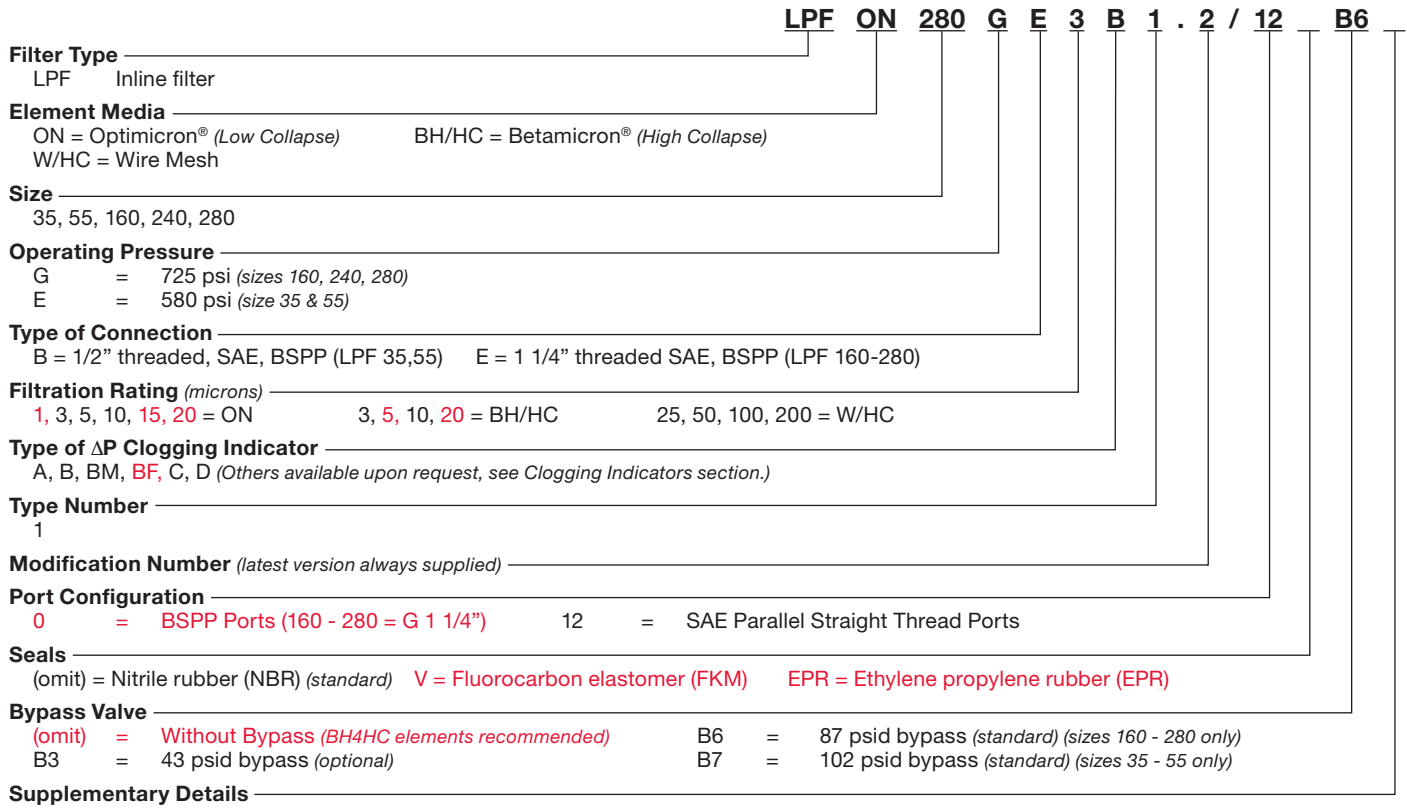 LPF ON 280 G E 3 B 1 . 2 / 12 _ B6 _
Filter Type
LPF Inline filter
Element Media
ON = Optimicron® (Low Collapse) BH/HC = Betamicron® (High Collapse)
W/HC = Wire Mesh
Size
35, 55, 160, 240, 280
Operating Pressure
G = 725 psi (sizes 160, 240, 280)
E = 580 psi (size 35 & 55)
Type of Connection
B = 1/2” threaded, SAE, BSPP (LPF 35,55) E = 1 1/4” threaded SAE, BSPP (LPF 160-280)
Filtration Rating (microns)
1, 3, 5, 10, 15, 20 = ON 3, 5, 10, 20 = BH/HC 25, 50, 100, 200 = W/HC
Type of ∆P Clogging Indicator
A, B, BM, BF, C, D (Others available upon request, see Clogging Indicators section.)
Type Number
1
Modification Number (latest version always supplied)
Port Configuration
0 = BSPP Ports (160 - 280 = G 1 1/4”) 12 = SAE Parallel Straight Thread Ports
Seals
(omit) = Nitrile rubber (NBR) (standard) V = Fluorocarbon elastomer (FKM) EPR = Ethylene propylene rubber (EPR)
Bypass Valve
(omit) = Without Bypass (BH4HC elements recommended) B6 = 87 psid bypass (standard) (sizes 160 - 280 only)
B3 = 43 psid bypass (optional) B7 = 102 psid bypass (standard) (sizes 35 - 55 only)
Supplementary Details